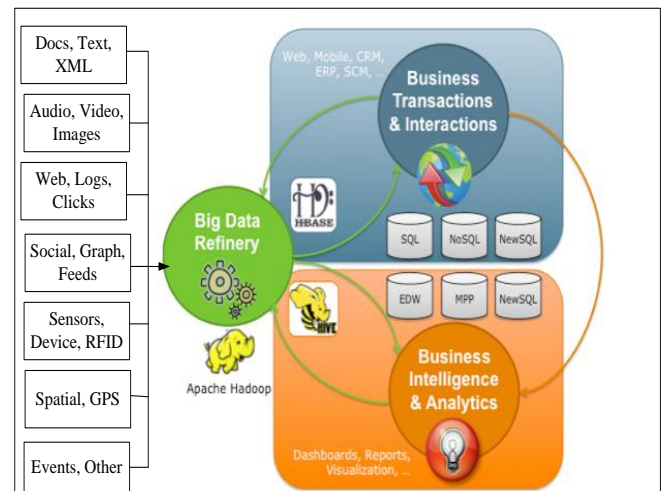 Docs, Text,
XML
Audio, Video,
Images
Web, Logs,
Clicks
Social, Graph,
Feeds
Sensors,
Device, RFID
Spatial, GPS
Events, Other
Big Data
Refinery
Apache Hadoop
Web, Mobile, CRM,
ERP, SCM, ...
Business
Transactions
& Interactions
HBASE
SQL
NoSQL
NewSQL
EDW
MPP
NewSQL
HIVE
Business
Intelligence
& Analytics
Dashboards, Reports,
Visualization, ...